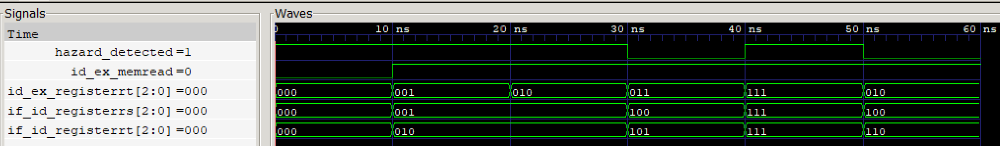 Signals
Waves
Time
0 10 ns 20 ns 30 ns 40 ns 50 ns 60 ns
hazard_detected=1
id_ex_memread=0
id_ex_registerrt[2:0]=000 000 001 010 011 111 010
if_id_registerrs[2:0]=000 000 001 100 111 100
if_id_registerrt[2:0]=000 000 010 101 111 110